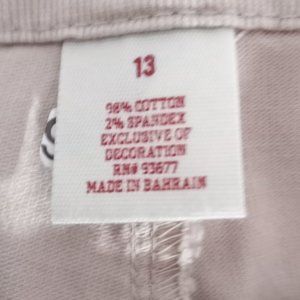 13
98% COTTON
2% SPANDEX
EXCLUSIVE OF
DECORATION
RN# 93677
MADE IN BAHRAIN